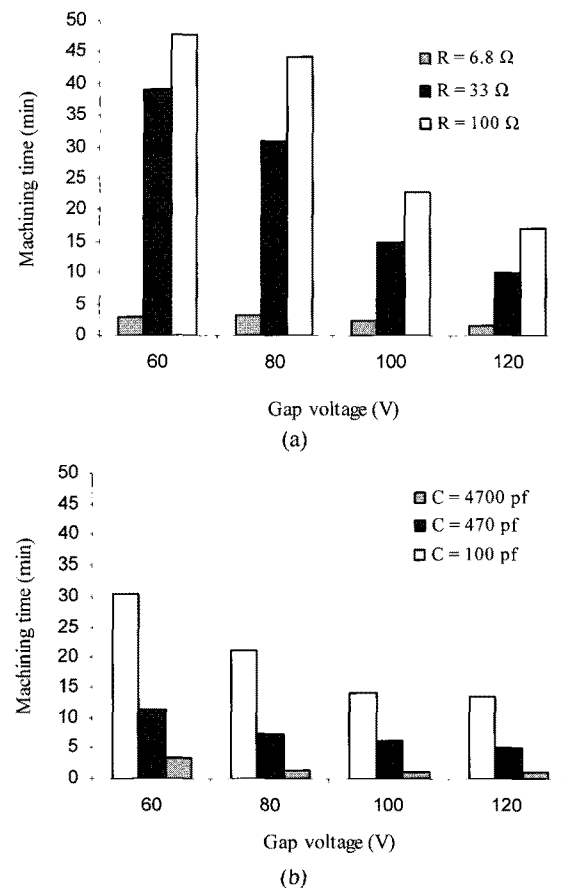 50
45
40
35
30
25
20
15
10
5
0
Machining time (min)
R = 6.8 Ω
R = 33 Ω
R = 100 Ω
60 80 100 120
Gap voltage (V)
(a)
50
45
40
35
30
25
20
15
10
5
0
Machining time (min)
C = 4700 pf
C = 470 pf
C = 100 pf
60 80 100 120
Gap voltage (V)
(b)